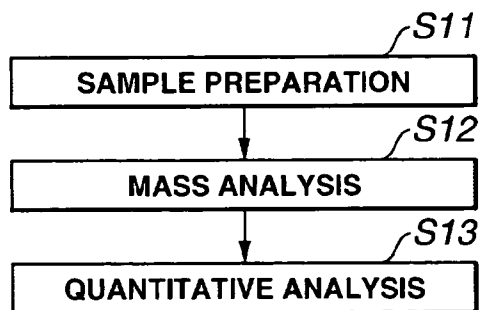 S11
SAMPLE PREPARATION
S12
MASS ANALYSIS
S13
QUANTITATIVE ANALYSIS